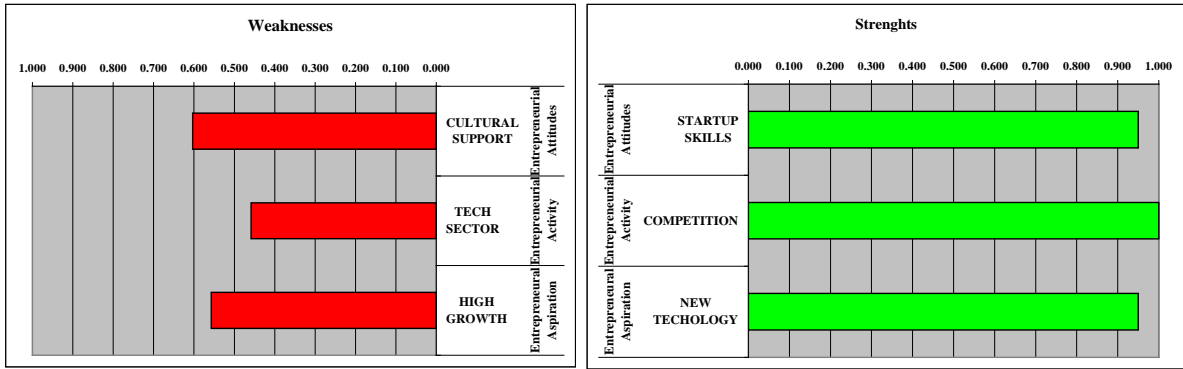 Weaknesses
1.000 0.900 0.800 0.700 0.600 0.500 0.400 0.300 0.200 0.100 0.000
CULTURAL
SUPPORT
Entrepreneurial
Attitudes
TECH
SECTOR
Entrepreneurial
Activity
HIGH
GROWTH
Entrepreneural
Aspiration
Strenghts
0.000 0.100 0.200 0.300 0.400 0.500 0.600 0.700 0.800 0.900 1.000
Entrepreneurial
Attitudes
STARTUP
SKILLS
Entrepreneurial
Activity
COMPETITION
Entrepreneural
Aspiration
NEW
TECHOLOGY